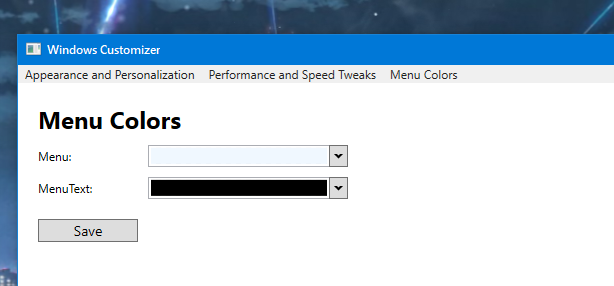 Windows Customizer
Appearance and Personalization Performance and Speed Tweaks Menu Colors
Menu Colors
Menu:
MenuText:
Save